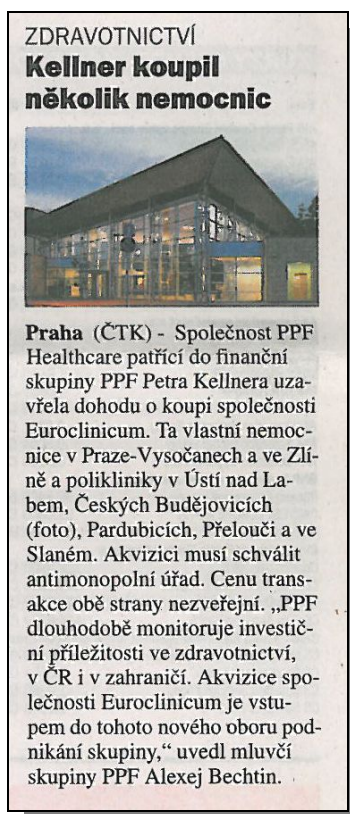 ZDRAVOTNICTVÍ
Kellner koupil
několik nemocnic
Praha (ČTK) - Společnost PPF
Healthcare patřící do finanční
skupiny PPF Petra Kellnera uza-
vřela dohodu o koupi společnosti
Euroclinicum. Ta vlastní nemoc-
nice v Praze-Vysočanech a ve Zlí-
ně a polikliniky v Ústí nad La-
bem, Českých Budějovicích
(foto), Pardubicích, Přelouči a ve
Slaném. Akvizici musí schválit
antimonopolní úřad. Cenu trans-
akce obě strany nezveřejní. „PPF
dlouhodobě monitoruje investič-
ní příležitosti ve zdravotnictví,
v ČR i v zahraničí. Akvizice spo-
lečnosti Euroclinicum je vstu-
pem do tohoto nového oboru pod-
nikání skupiny,“ uvedl mluvčí
skupiny PPF Alexej Bechtin.